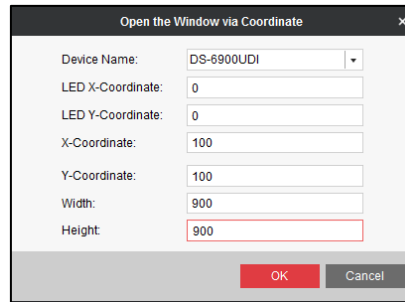 Open the Window via Coordinate ×
Device Name: DS-6900UDI
LED X-Coordinate: 0
LED Y-Coordinate: 0
X-Coordinate: 100
Y-Coordinate: 100
Width: 900
Height: 900
OK Cancel